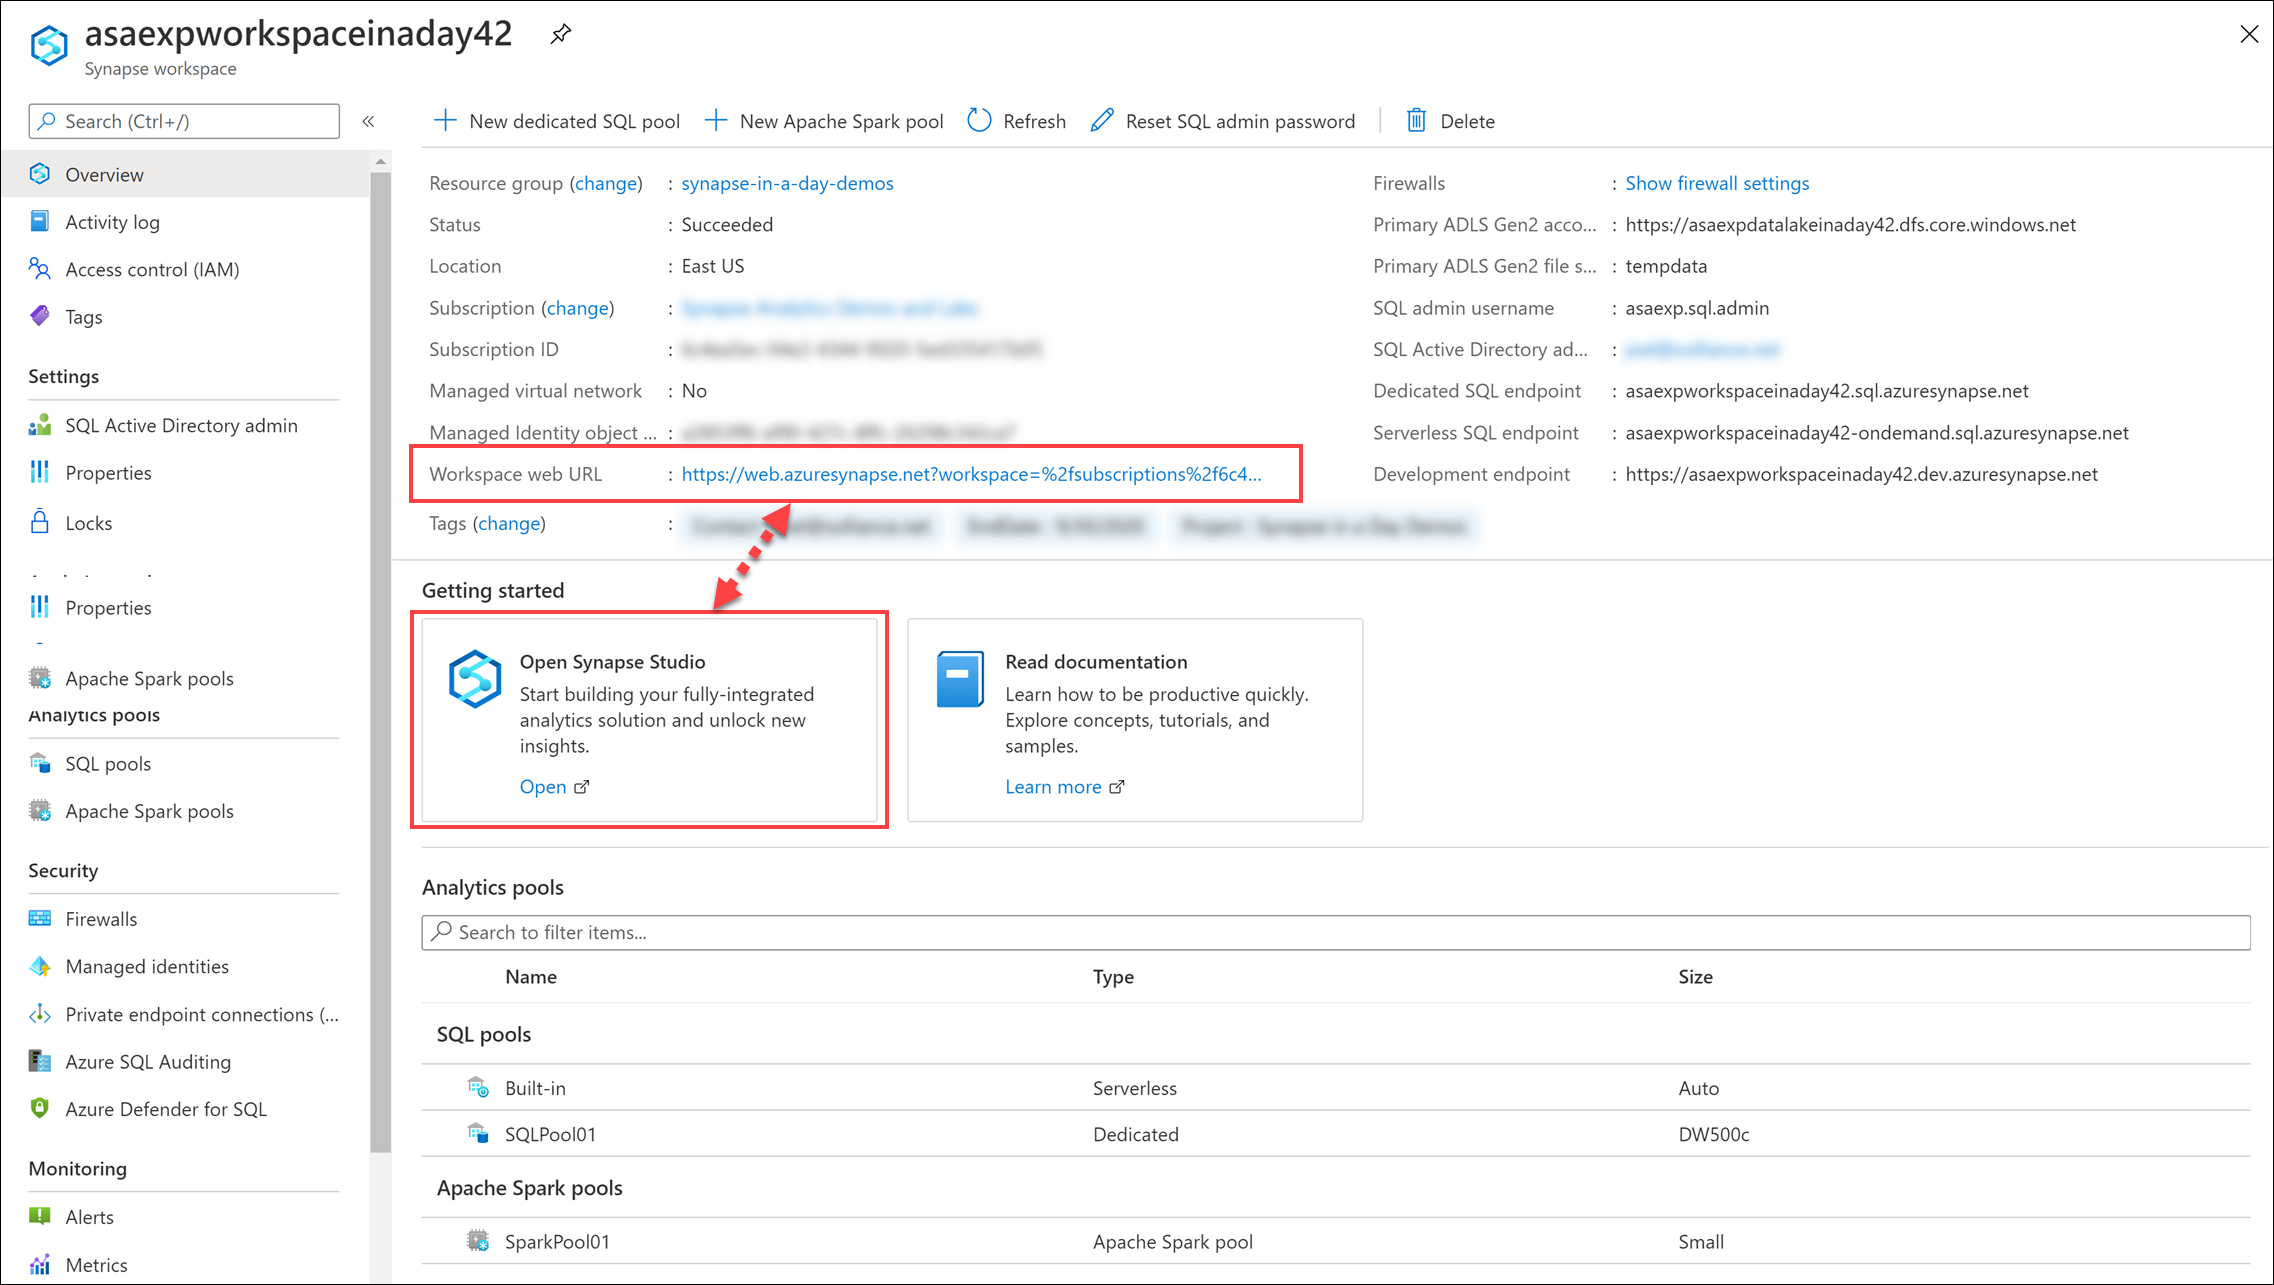 asaexpworkspaceinaday42
Synapse workspace
Search (Ctrl+/)
Overview
Activity log
Access control (IAM)
Tags
Settings
SQL Active Directory admin
Properties
Locks
Properties
Apache Spark pools
Analytics pools
SQL pools
Apache Spark pools
Security
Firewalls
Managed identities
Private endpoint connections (...
Azure SQL Auditing
Azure Defender for SQL
Monitoring
Alerts
Metrics
New dedicated SQL pool
New Apache Spark pool
Refresh
Reset SQL admin password
Delete
Resource group (change) : synapse-in-a-day-demos
Status : Succeeded
Location : East US
Subscription (change) :
Subscription ID :
Managed virtual network : No
Managed Identity object ... :
Workspace web URL : https://web.azuresynapse.net?workspace=%2fsubscriptions%2f6c4...
Tags (change) :
Firewalls : Show firewall settings
Primary ADLS Gen2 acco... : https://asaexpdatalakeinaday42.dfs.core.windows.net
Primary ADLS Gen2 file s... : tempdata
SQL admin username : asaexp.sql.admin
SQL Active Directory ad... :
Dedicated SQL endpoint : asaexpworkspaceinaday42.sql.azuresynapse.net
Serverless SQL endpoint : asaexpworkspaceinaday42-ondemand.sql.azuresynapse.net
Development endpoint : https://asaexpworkspaceinaday42.dev.azuresynapse.net
Getting started
Open Synapse Studio
Start building your fully-integrated
analytics solution and unlock new
insights.
Open
Read documentation
Learn how to be productive quickly.
Explore concepts, tutorials, and
samples.
Learn more
Analytics pools
Search to filter items...
Name Type Size
SQL pools
Built-in Serverless Auto
SQLPool01 Dedicated DW500c
Apache Spark pools
SparkPool01 Apache Spark pool Small